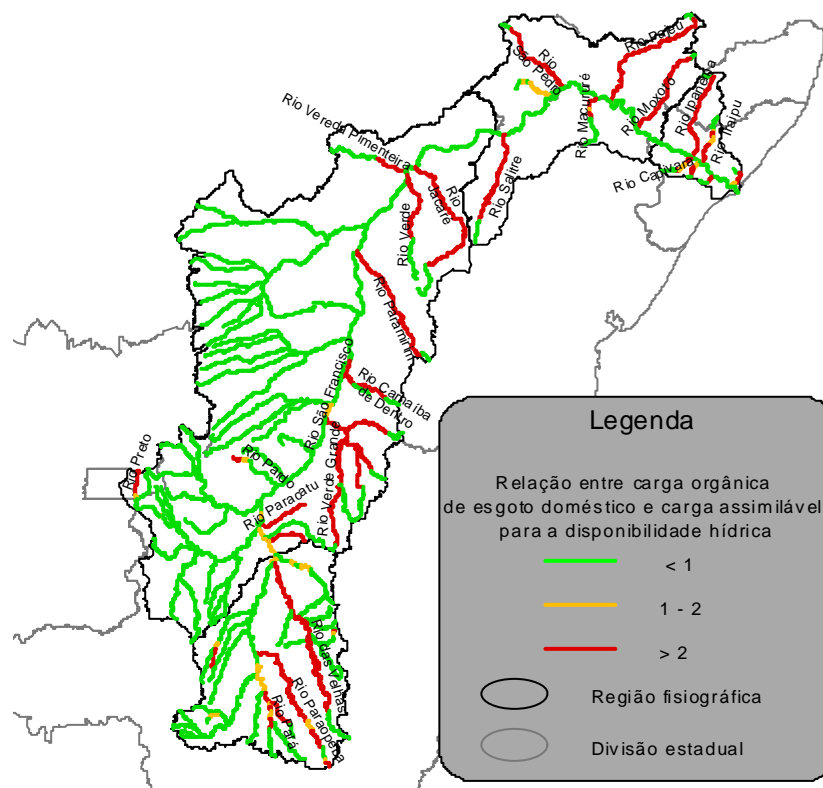 Rio Pajeú
Rio
São Pedro
Rio Moxoró
Rio Ipanema
Rio Traipu
Rio Macururé
Rio Capivara
Rio Vereda Pimenteira
Rio
Jacaré
Rio Salitre
Rio Verde
Rio Paramirim
Rio São Francisco
Rio Carnaíba
de Dentro
Rio Preto
Rio Pardo
Rio Verde Grande
Rio Paracatu
Rio das Velhas
Rio Paraopeba
Rio Pará
Legenda
Relação entre carga orgânica
de esgoto doméstico e carga assimilável
para a disponibilidade hídrica
< 1
1 - 2
> 2
Região fisiográfica
Divisão estadual